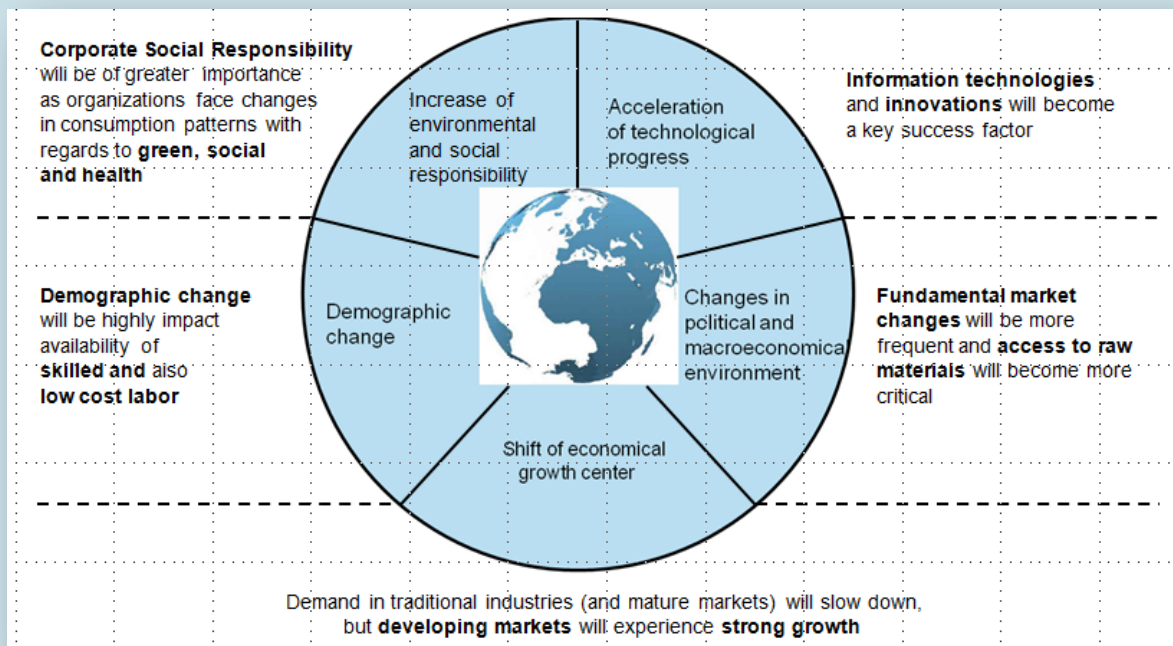 Corporate Social Responsibility
will be of greater importance
as organizations face changes
in consumption patterns with
regards to green, social
and health
Increase of
environmental
and social
responsibility
Acceleration
of technological
progress
Information technologies
and innovations will become
a key success factor
Demographic change
will be highly impact
availability of
skilled and also
low cost labor
Demographic
change
Changes in
political and
macroeconomical
environment
Fundamental market
changes will be more
frequent and access to raw
materials will become more
critical
Shift of economical
growth center
Demand in traditional industries (and mature markets) will slow down,
but developing markets will experience strong growth